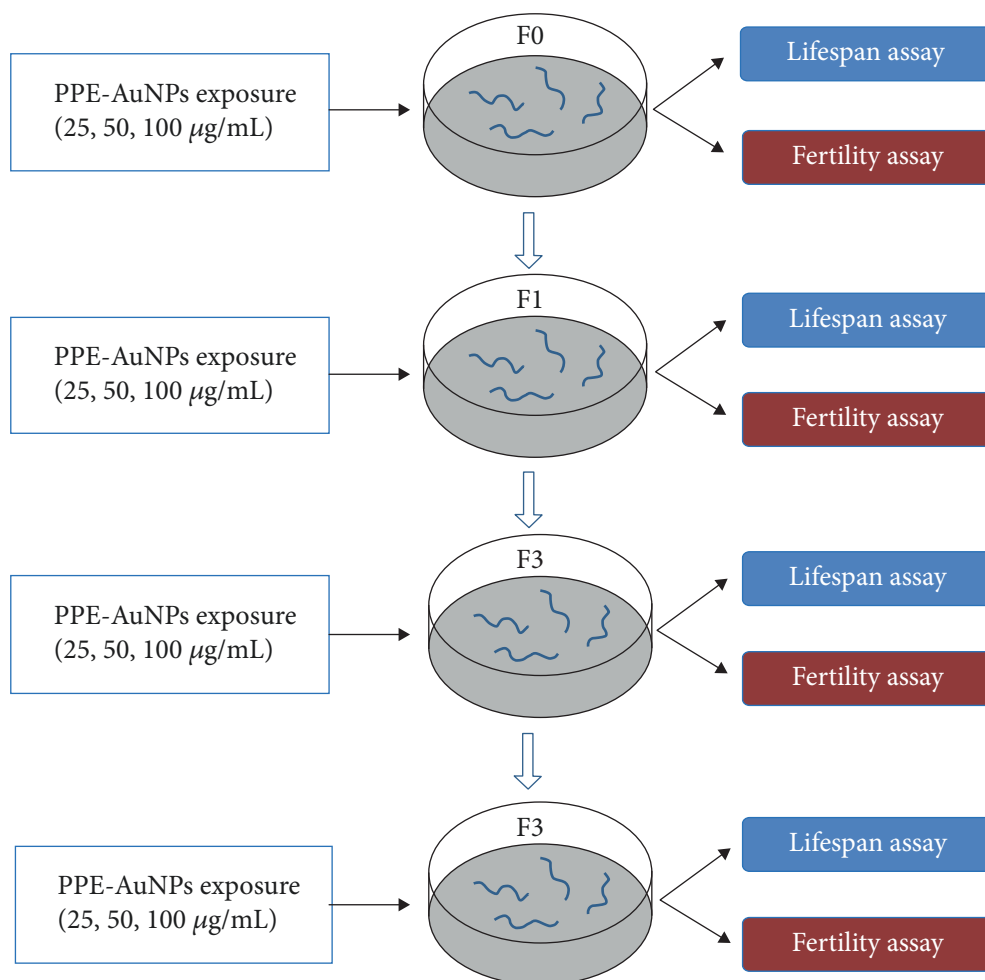 F0
PPE-AuNPs exposure
(25, 50, 100 μg/mL)
Lifespan assay
Fertility assay
F1
PPE-AuNPs exposure
(25, 50, 100 μg/mL)
Lifespan assay
Fertility assay
F3
PPE-AuNPs exposure
(25, 50, 100 μg/mL)
Lifespan assay
Fertility assay
F3
PPE-AuNPs exposure
(25, 50, 100 μg/mL)
Lifespan assay
Fertility assay